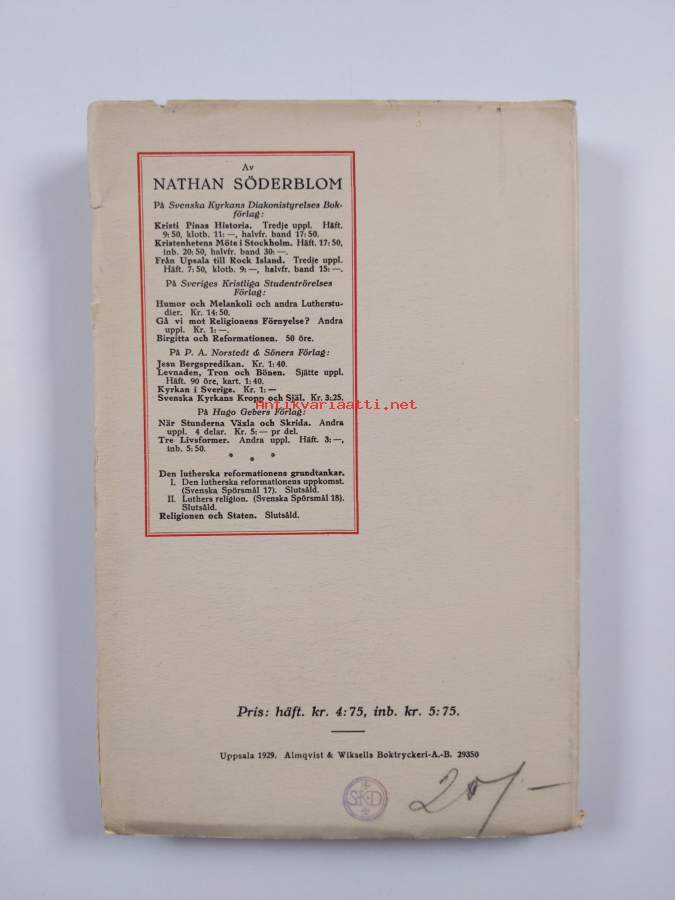 Av
NATHAN SÖDERBLOM
På Svenska Kyrkans Diakonistyrelses Bok-
förlag:
Kristi Pinas Historia. Tredje uppl. Häft.
9:50, klotb. 11:—, halvfr. band 17:50.
Kristenhetens Möte i Stockholm. Häft. 17:50,
inb. 20:50, halvfr. band 30:—.
Från Upsala till Rock Island. Tredje uppl.
Häft. 7:50, klotb. 9:—, halvfr. band 15:—.
På Sveriges Kristliga Studentrörelses
Förlag:
Humor och Melankoli och andra Lutherstu-
dier. Kr. 14:50.
Gå vi mot Religionens Förnyelse? Andra
uppl. Kr. 1:—.
Birgitta och Reformationen. 50 öre.
På P. A. Norstedt & Söners Förlag:
Jesu Bergspredikan. Kr. 1:40.
Levnaden, Tron och Bönen. Sjätte uppl.
Häft. 90 öre, kart. 1:40.
Kyrkan i Sverige. Kr. 1:—
Svenska Kyrkans Kropp och Själ. Kr. 3:25.
Antikvariaatti.net
På Hugo Gebers Förlag:
När Stunderna Växla och Skrida. Andra
uppl. 4 delar. Kr. 5:— pr del.
Tre Livsformer. Andra uppl. Häft. 3:—,
inb. 5:50.
* * *
Den lutherska reformationens grundtankar.
I. Den lutherska reformationens uppkomst.
(Svenska Spörsmål 17). Slutsåld.
II. Luthers religion. (Svenska Spörsmål 18).
Slutsåld.
Religionen och Staten. Slutsåld.
Pris: häft. kr. 4:75, inb. kr. 5:75.
Uppsala 1929. Almqvist & Wiksells Boktryckeri-A.-B. 29350
SKD
20/-